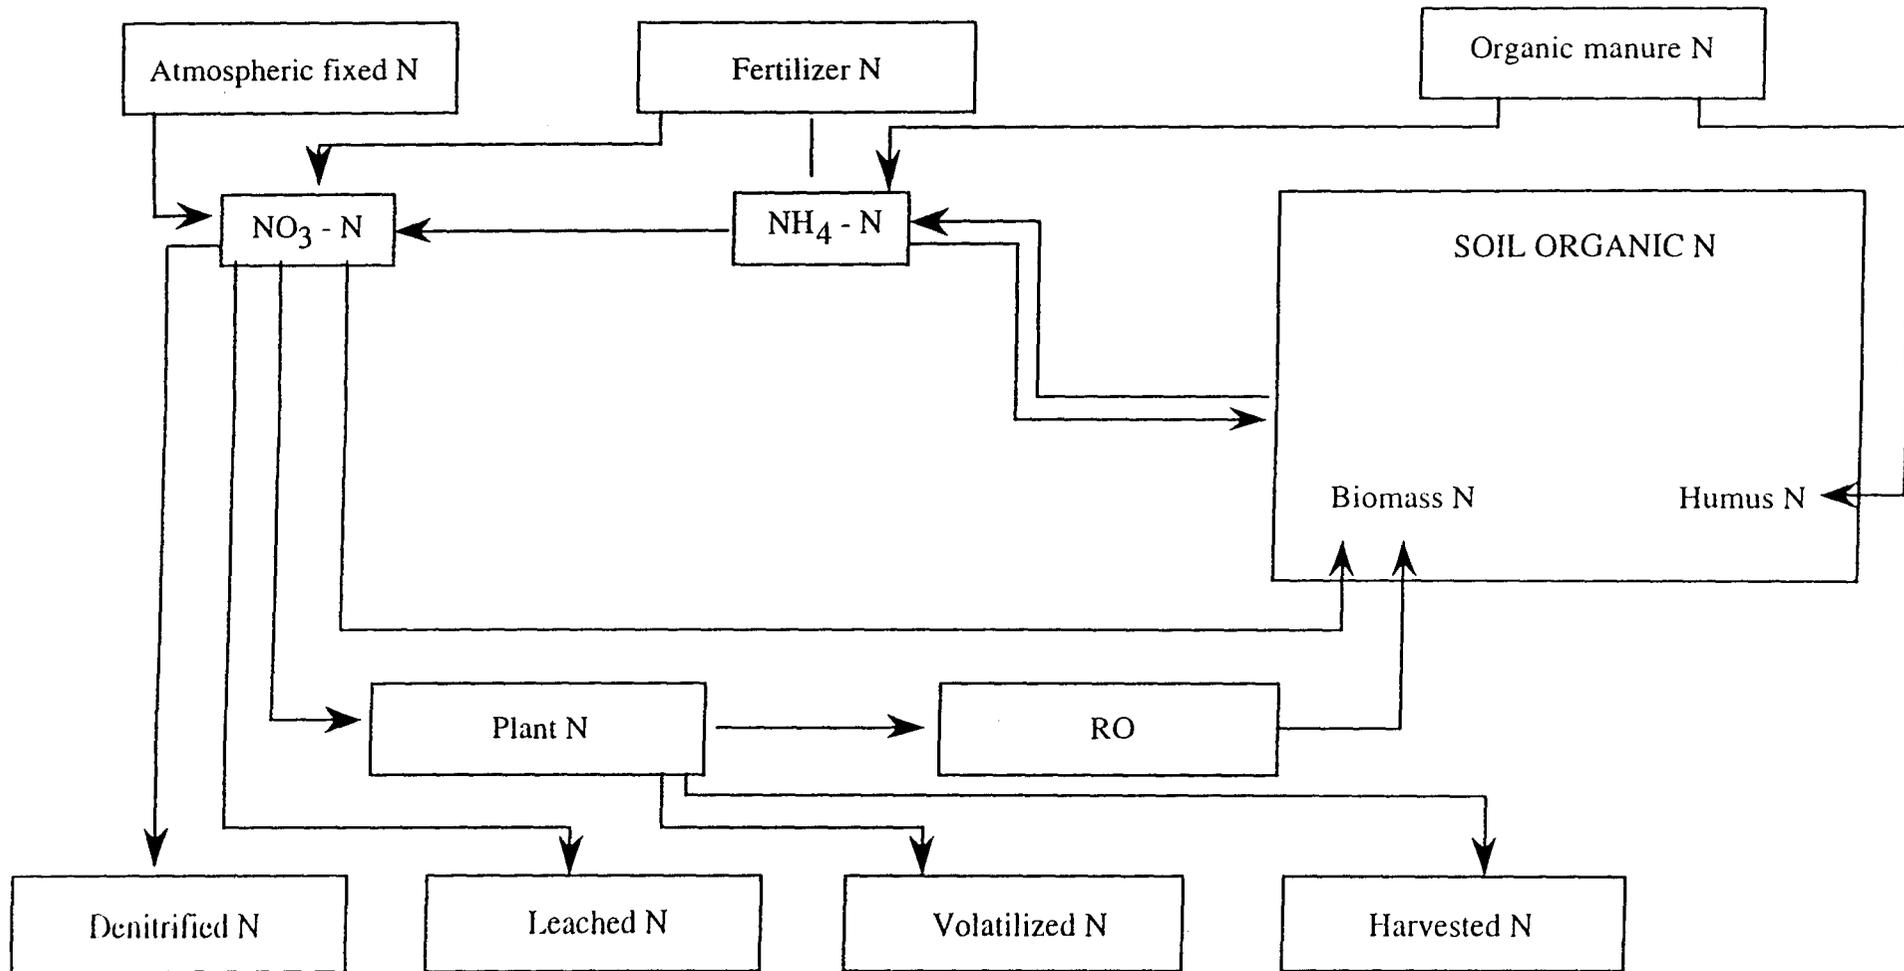 Atmospheric fixed N
Fertilizer N
Organic manure N
NO3 - N
NH4 - N
SOIL ORGANIC N
Biomass N
Humus N
Plant N
RO
Denitrified N
Leached N
Volatilized N
Harvested N